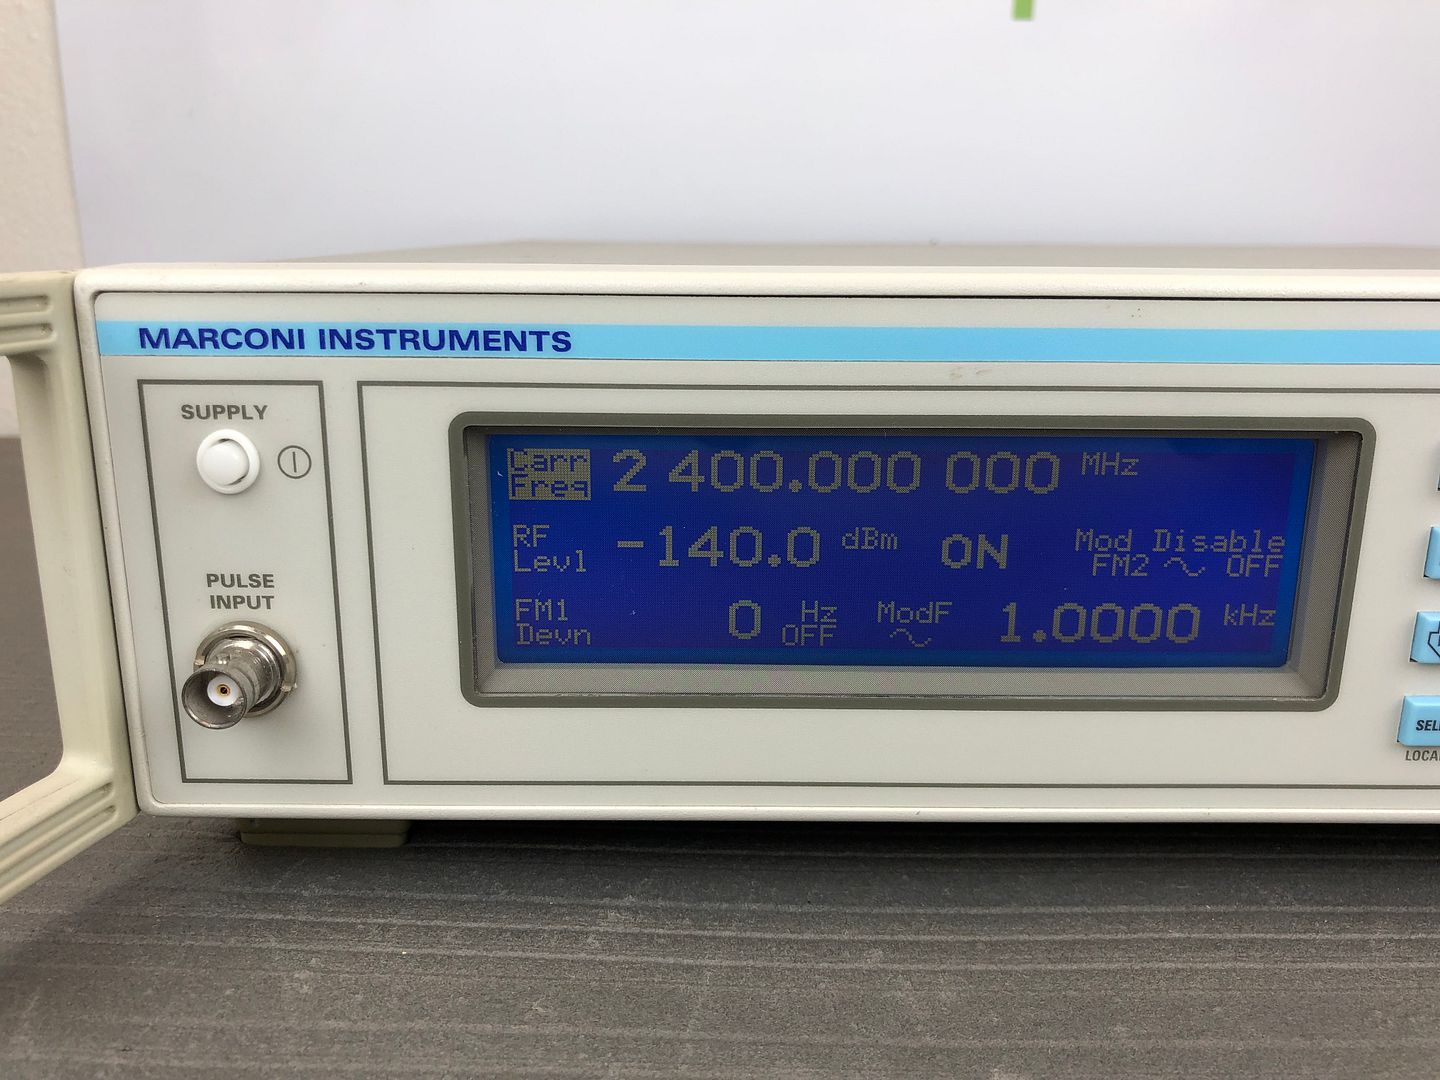 MARCONI INSTRUMENTS
SUPPLY
PULSE
INPUT
Carr
Freq 2 400.000 000 MHz
RF
Levl -140.0 dBm ON Mod Disable
FM2 OFF
FM1
Devn 0 Hz
OFF ModF 1.0000 kHz